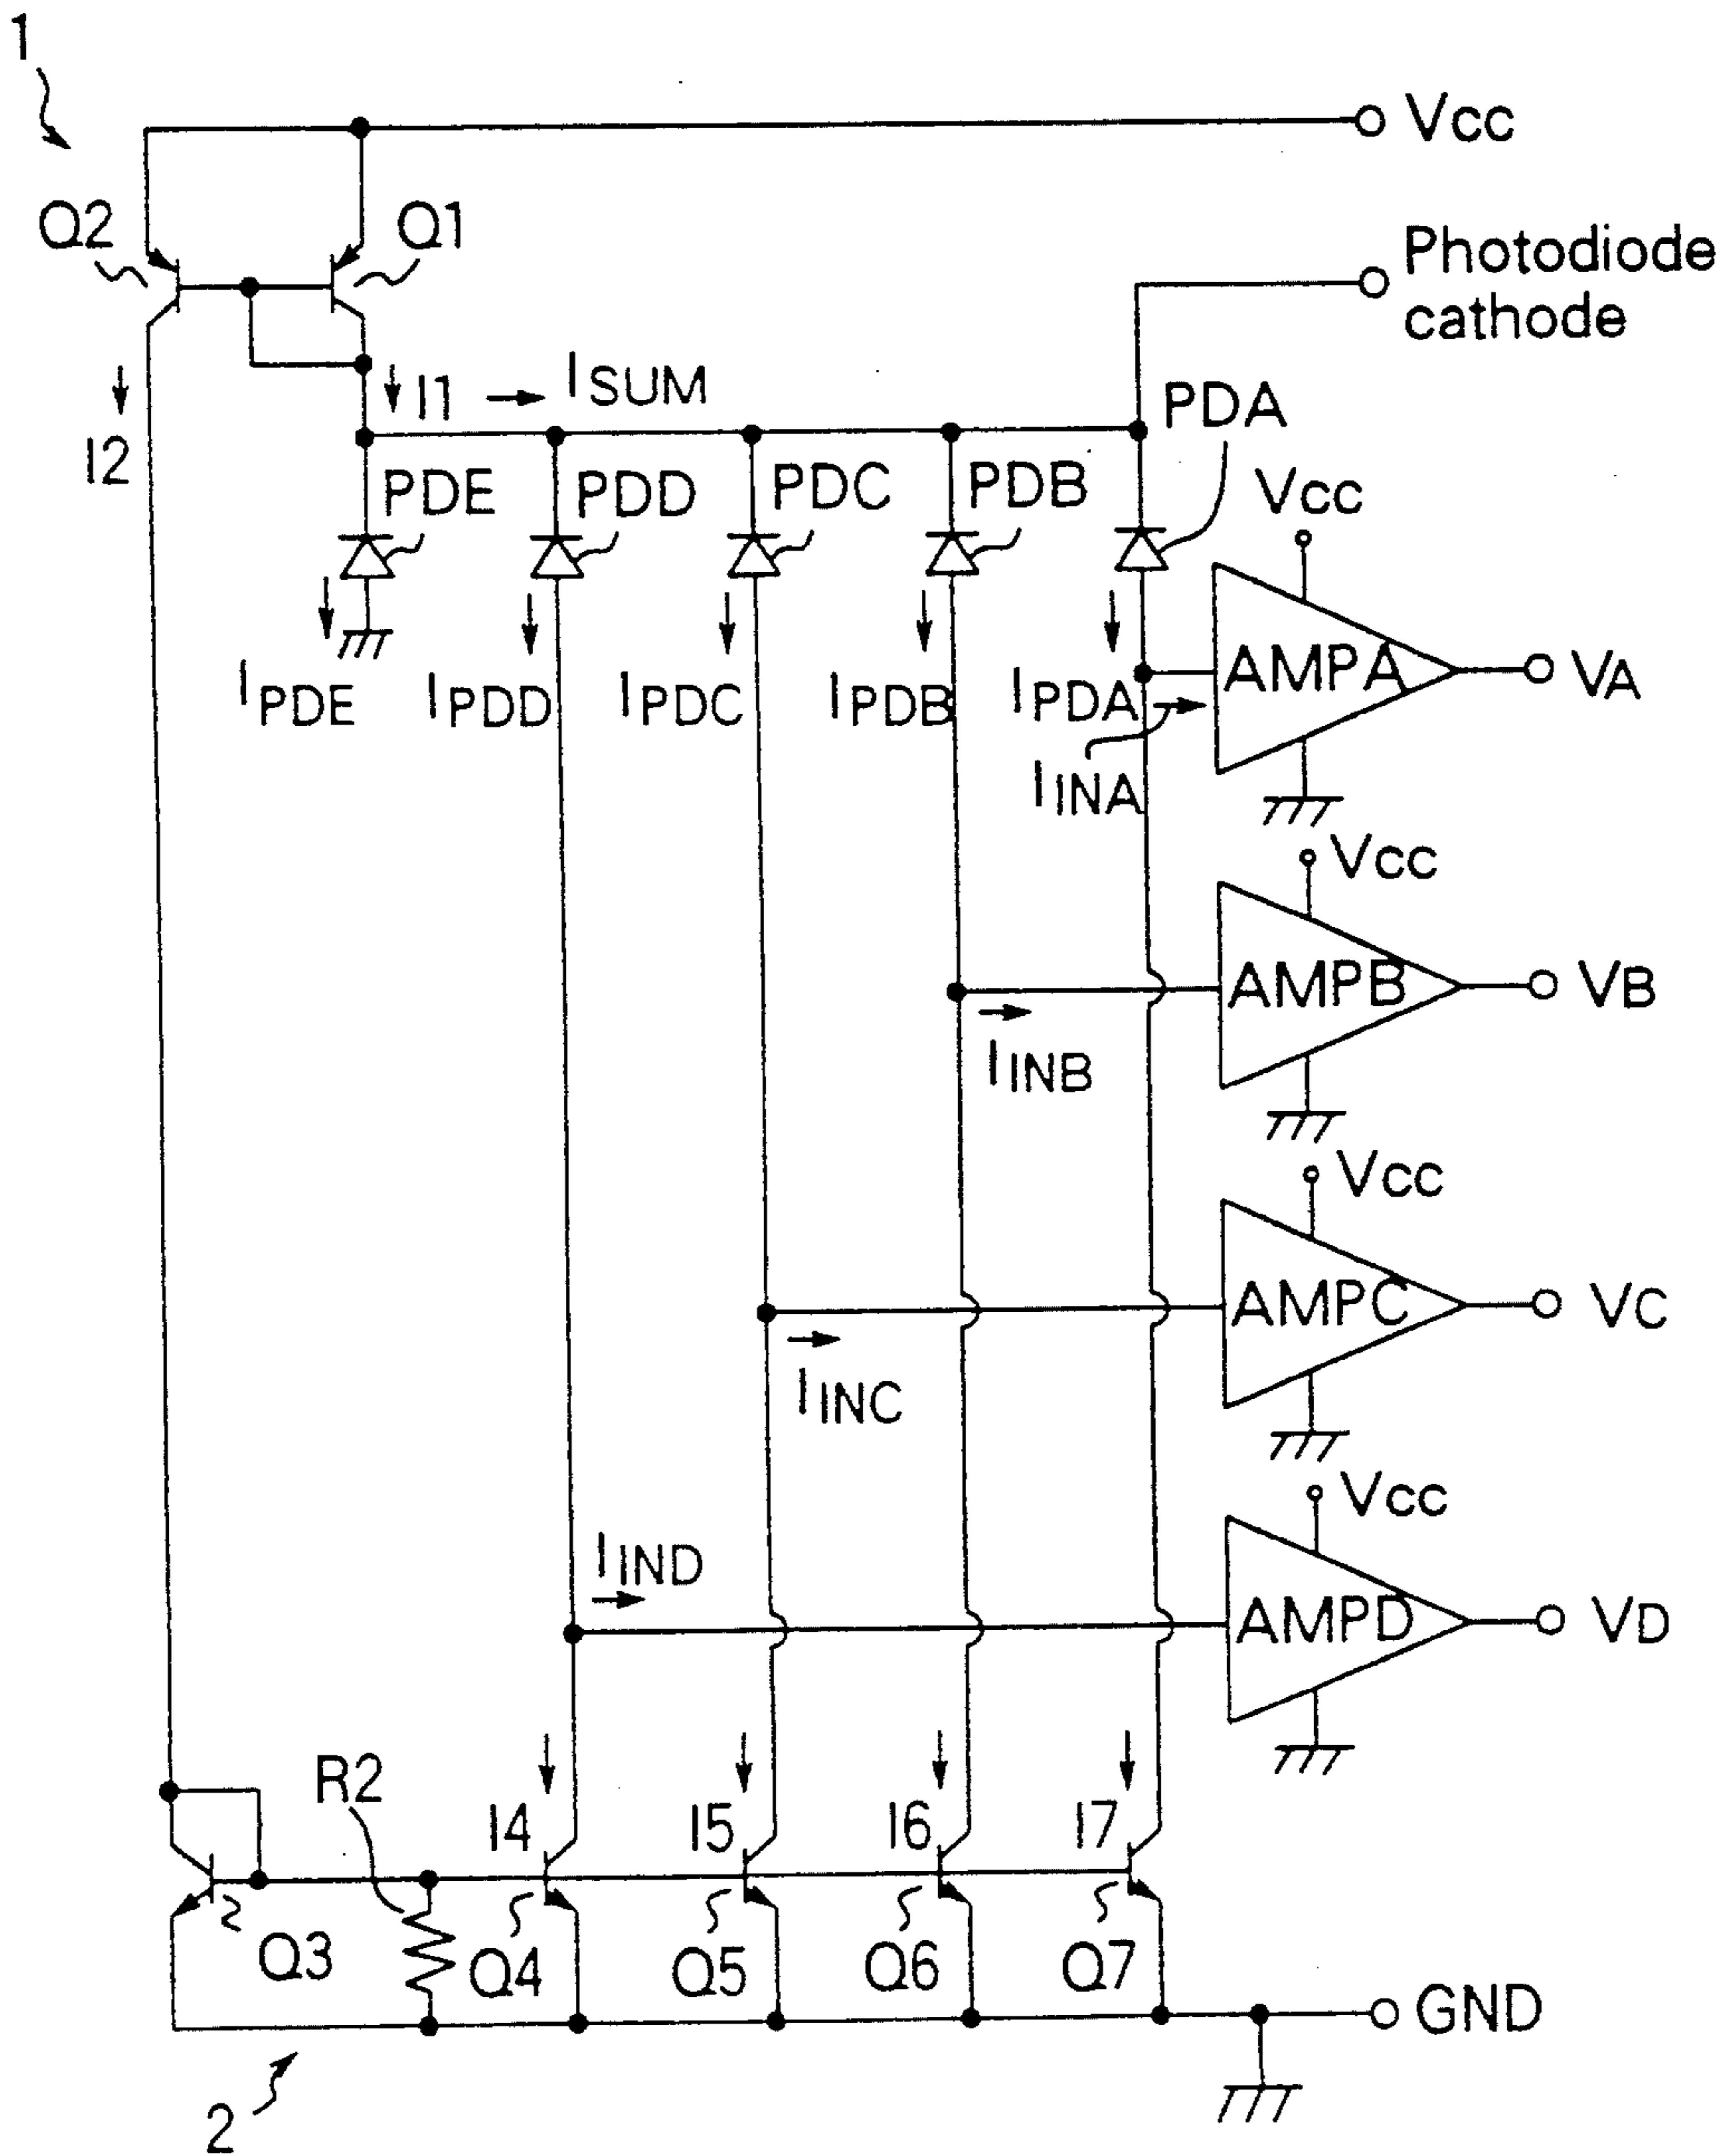 1
Vcc
Q2
Q1
Photodiode
cathode
I1
ISUM
PDA
I2
PDE
PDD
PDC
PDB
Vcc
AMPA
VA
IPDE
IPDD
IPDC
IPDB
IPDA
IINA
Vcc
AMPB
VB
IINB
Vcc
AMPC
VC
IINC
Vcc
IIND
AMPD
VD
R2
I4
I5
I6
I7
Q3
Q4
Q5
Q6
Q7
GND
2